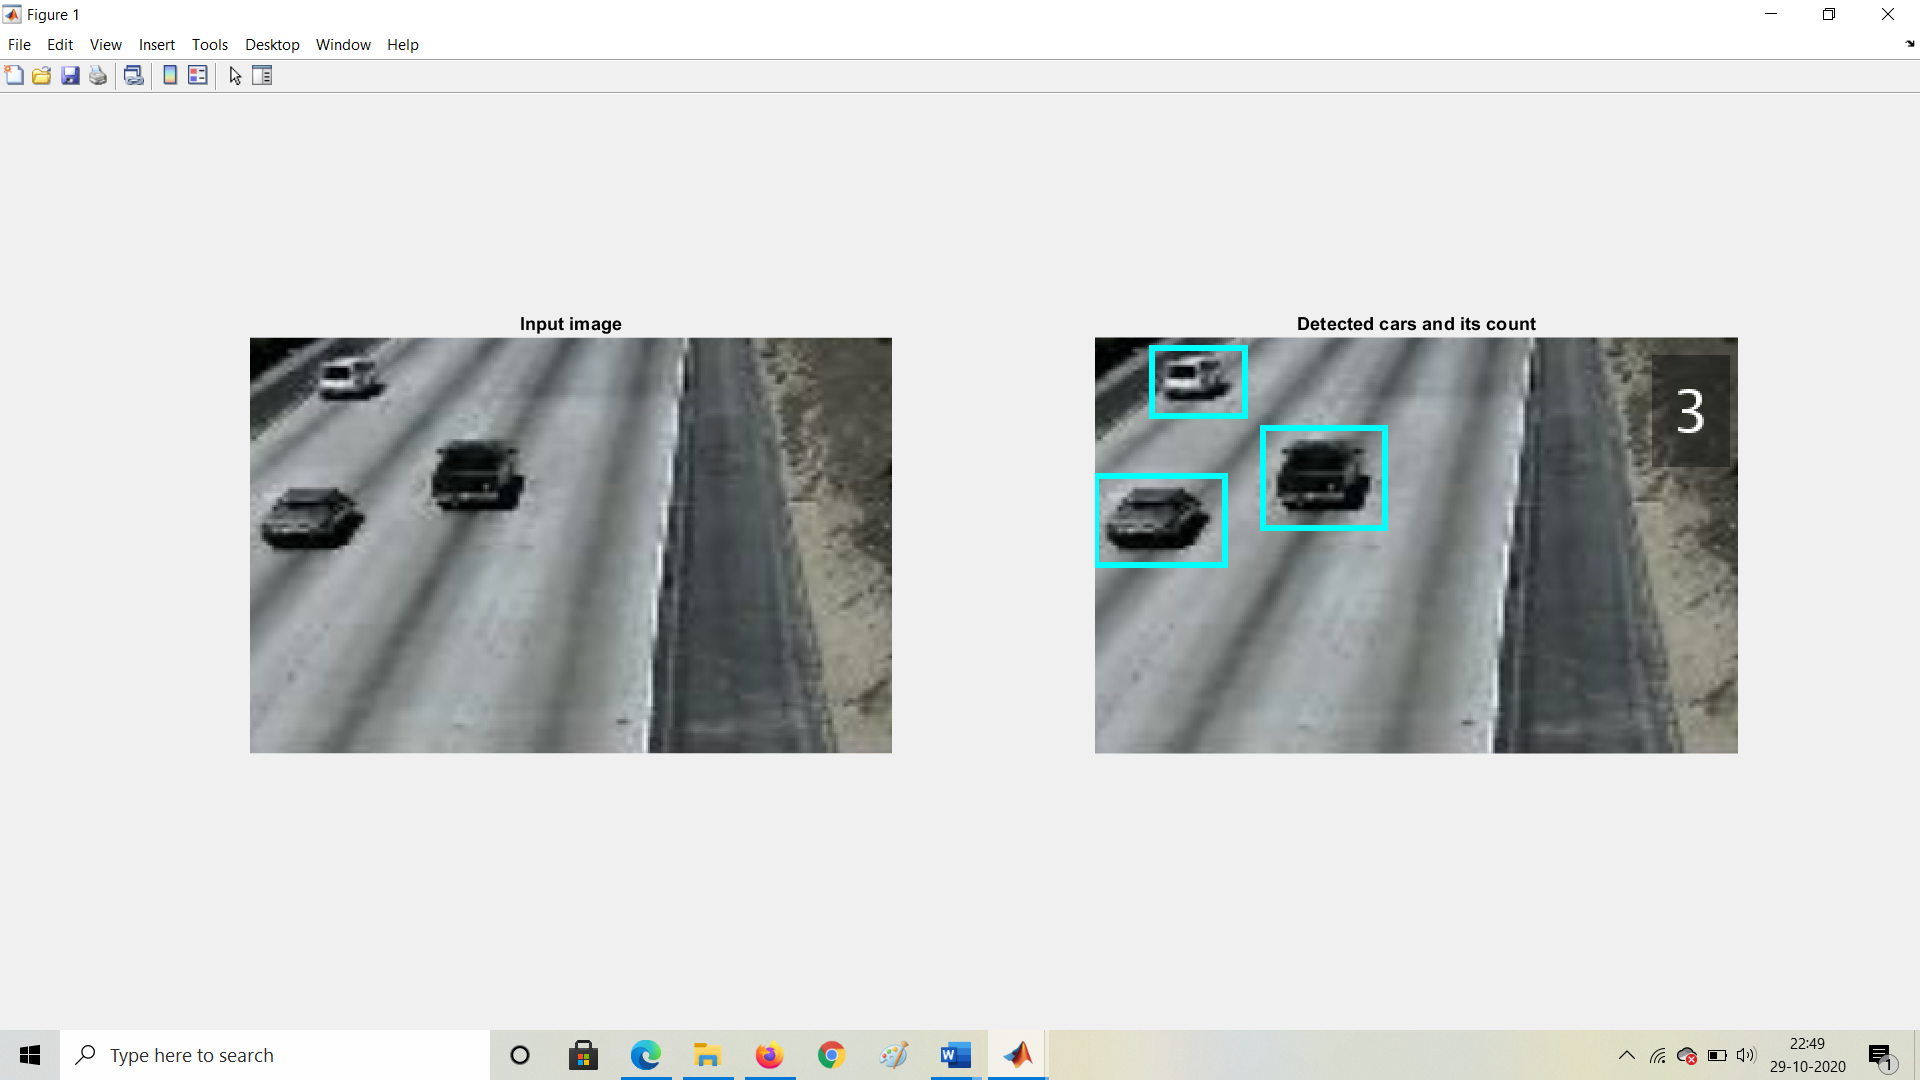 Figure 1
File Edit View Insert Tools Desktop Window Help
Input image
Detected cars and its count
3
Type here to search
W
22:49
29-10-2020
1